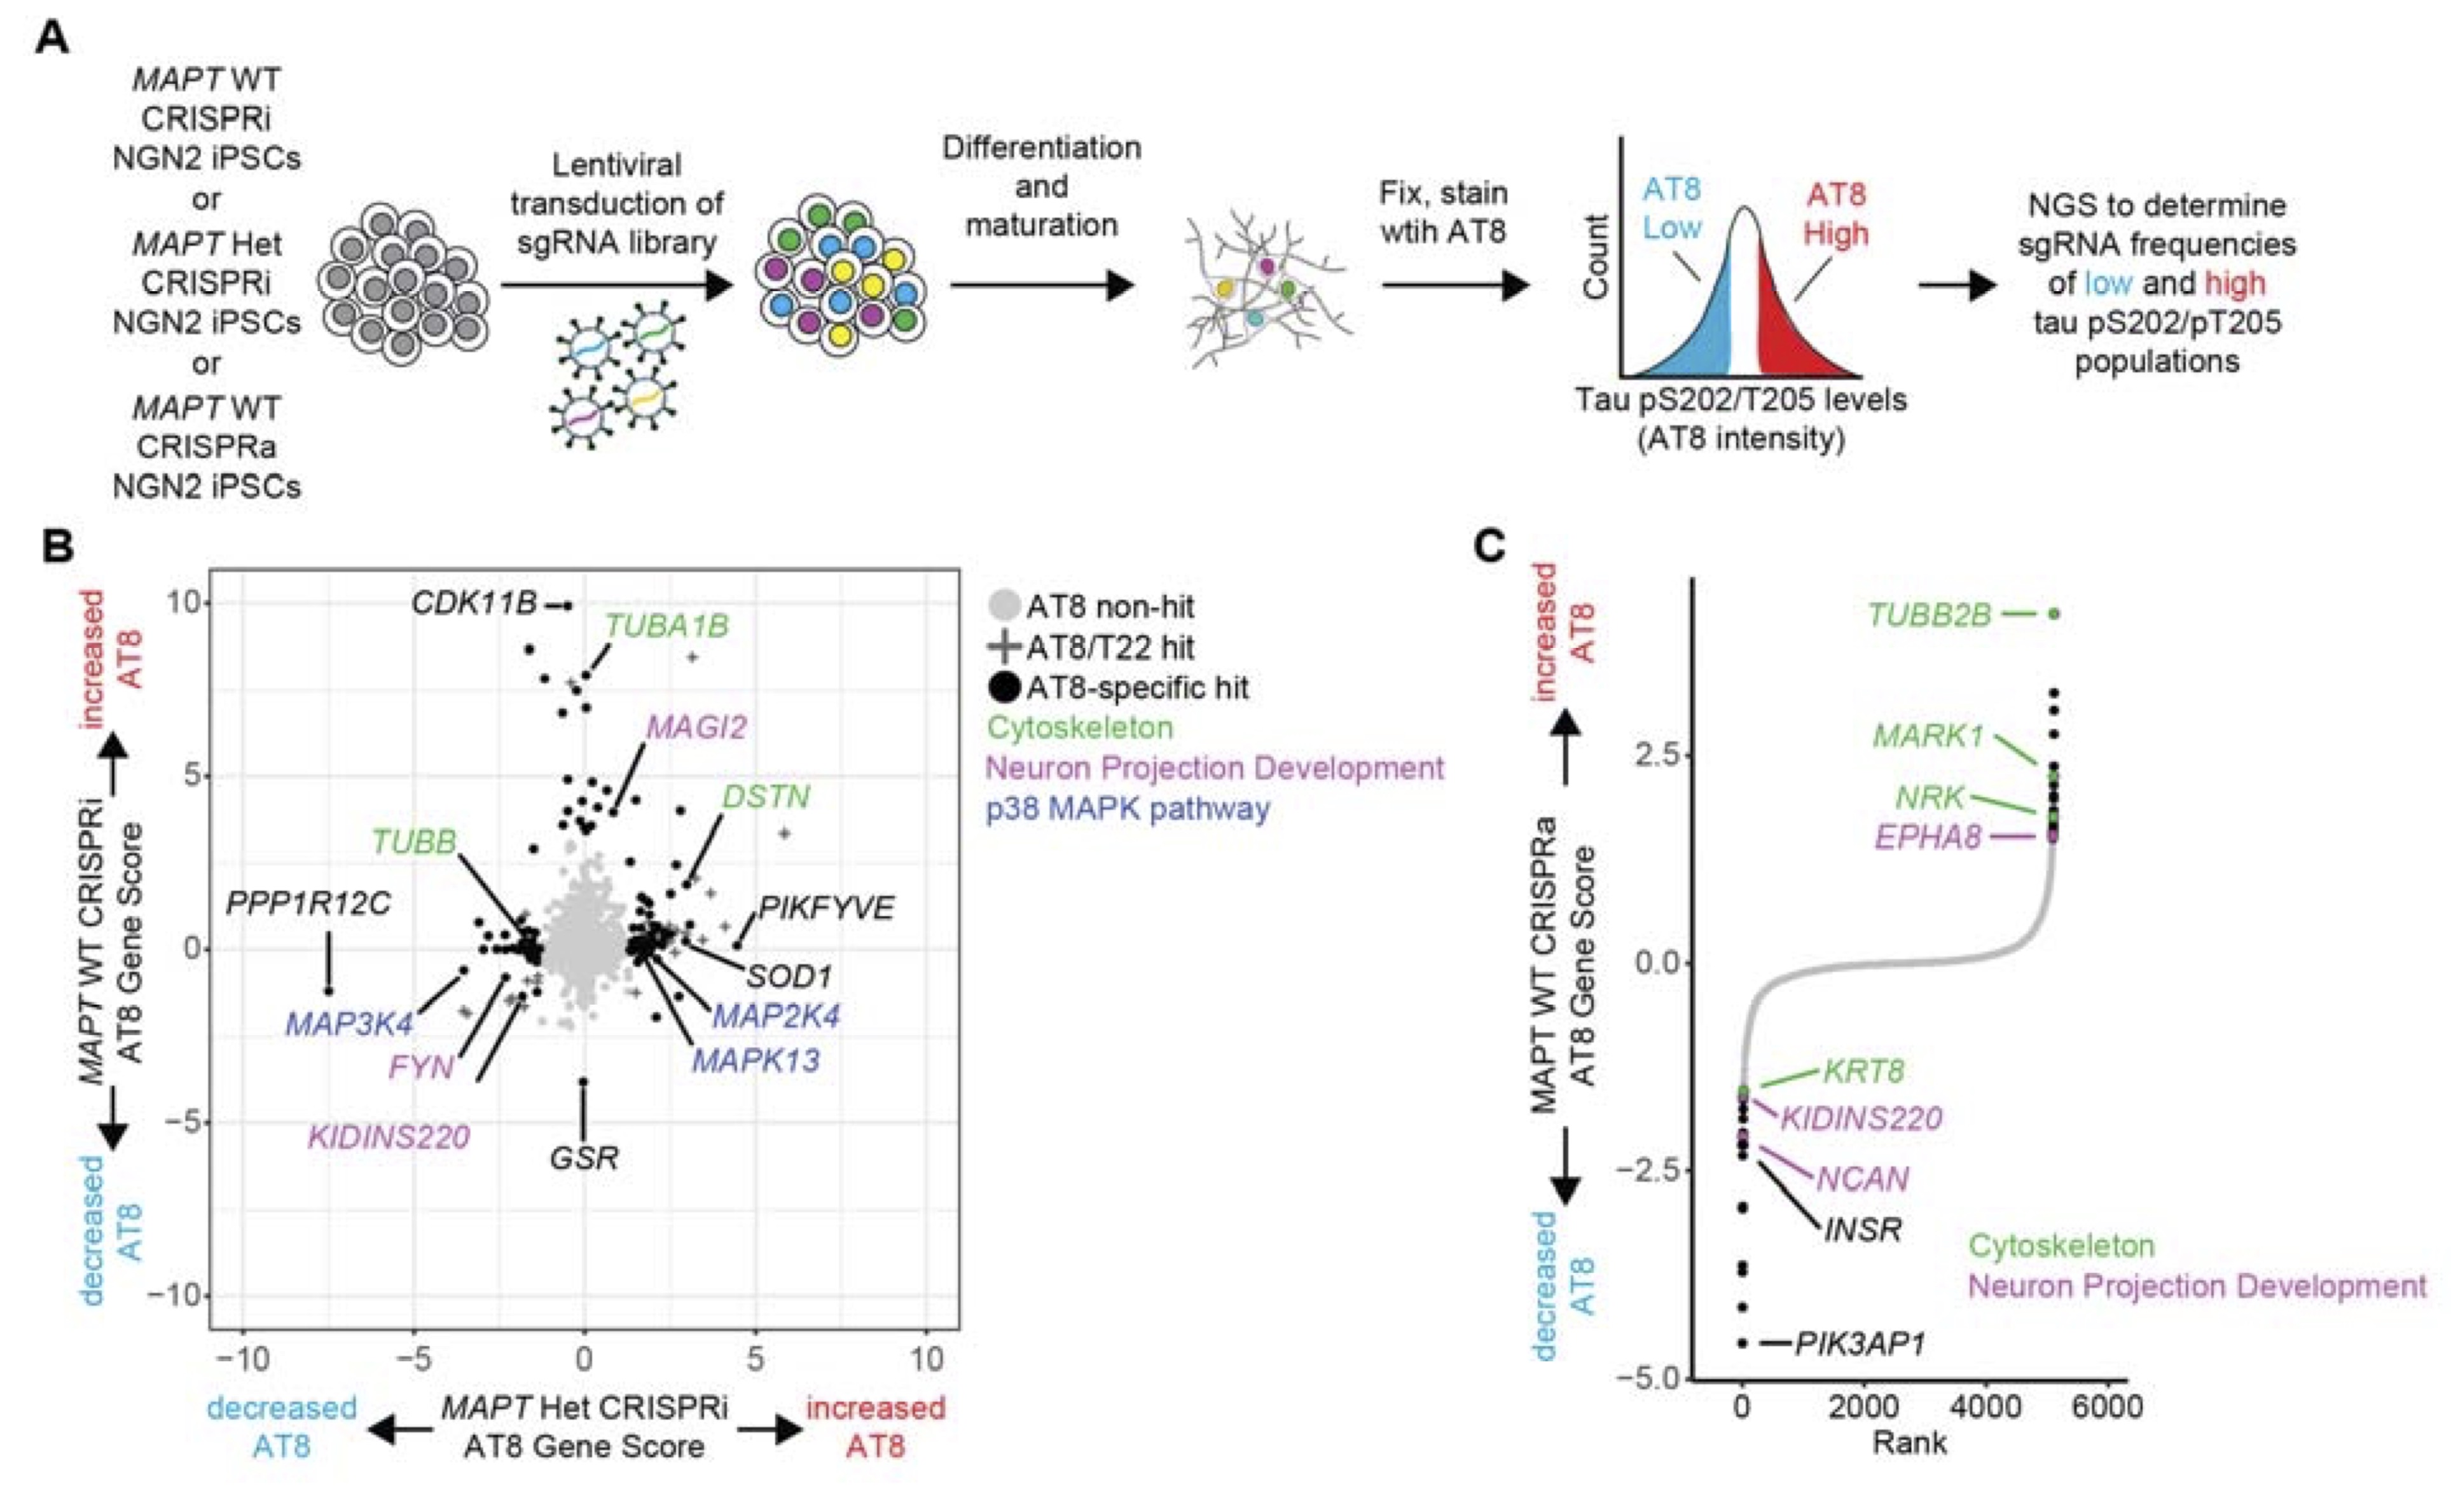 A
MAPT WT
CRISPRi
NGN2 iPSCs
or
MAPT Het
CRISPRi
NGN2 iPSCs
or
MAPT WT
CRISPRa
NGN2 iPSCs
Lentiviral
transduction of
sgRNA library
Differentiation
and
maturation
Fix, stain
wtih AT8
Count
AT8
Low
AT8
High
Tau pS202/T205 levels
(AT8 intensity)
NGS to determine
sgRNA frequencies
of low and high
tau pS202/pT205
populations
B
increased
AT8
MAPT WT CRISPRi
AT8 Gene Score
decreased
AT8
10
5
0
−5
−10
CDK11B
TUBA1B
MAGI2
DSTN
TUBB
PPP1R12C
PIKFYVE
SOD1
MAP3K4
MAP2K4
FYN
MAPK13
KIDINS220
GSR
−10
−5
0
5
10
decreased
AT8
MAPT Het CRISPRi
AT8 Gene Score
increased
AT8
AT8 non-hit
AT8/T22 hit
AT8-specific hit
Cytoskeleton
Neuron Projection Development
p38 MAPK pathway
C
increased
AT8
MAPT WT CRISPRa
AT8 Gene Score
decreased
AT8
2.5
0.0
−2.5
−5.0
TUBB2B
MARK1
NRK
EPHA8
KRT8
KIDINS220
NCAN
INSR
PIK3AP1
Cytoskeleton
Neuron Projection Development
0
2000
4000
6000
Rank